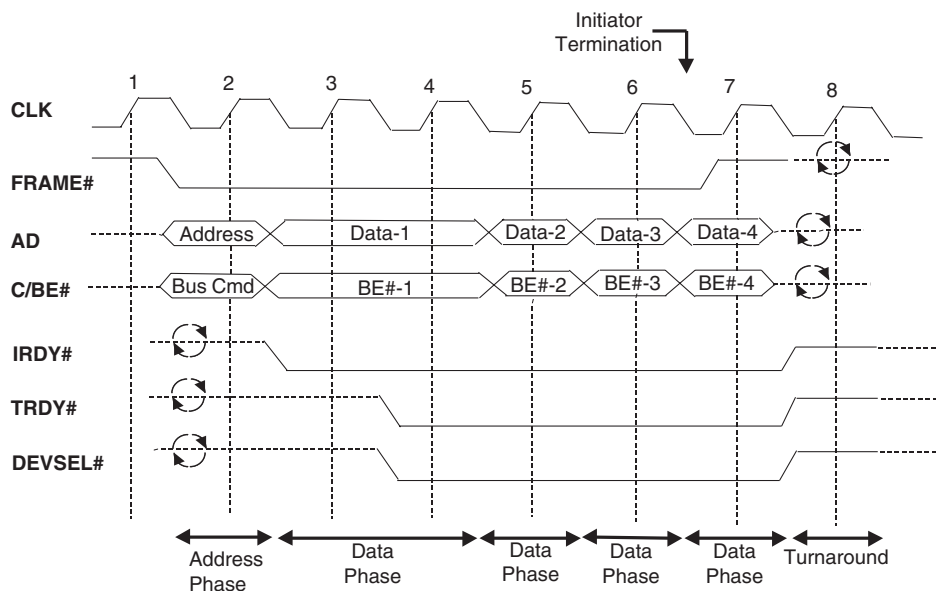 Initiator
Termination
1 2 3 4 5 6 7 8
CLK
FRAME#
AD Address Data-1 Data-2 Data-3 Data-4
C/BE# Bus Cmd BE#-1 BE#-2 BE#-3 BE#-4
IRDY#
TRDY#
DEVSEL#
Address
Phase
Data
Phase
Data
Phase
Data
Phase
Data
Phase
Turnaround